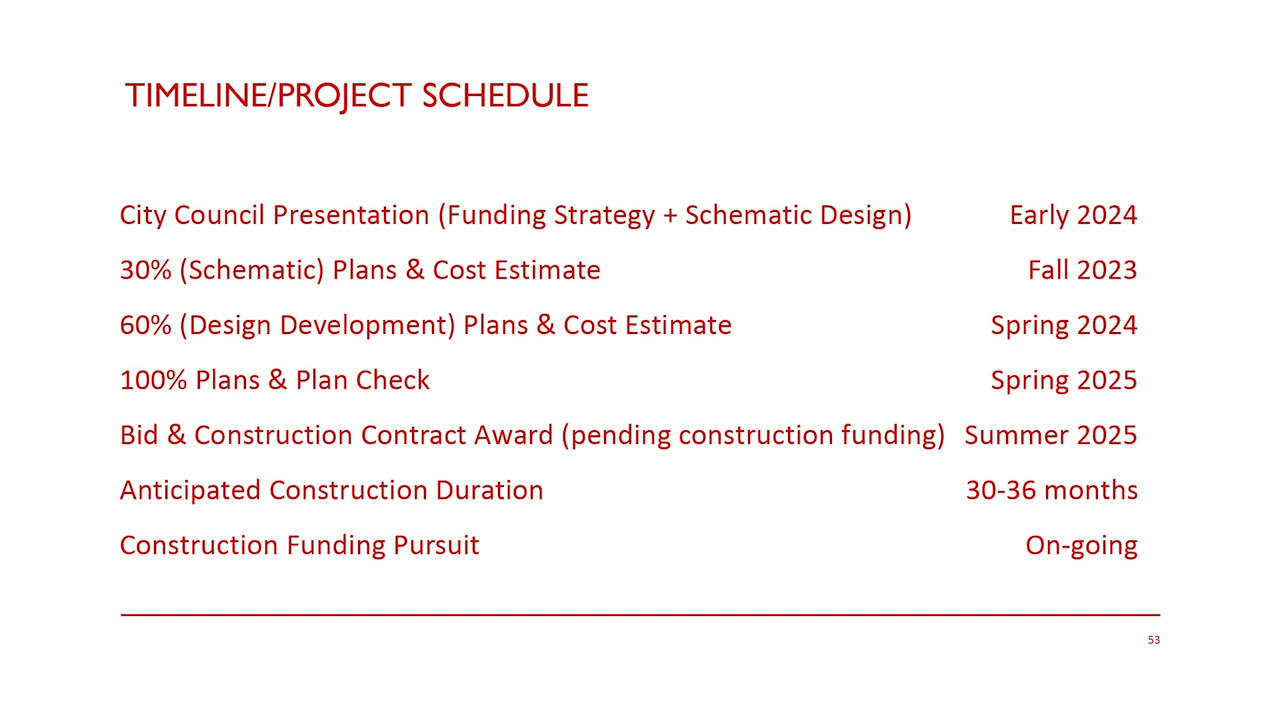 TIMELINE/PROJECT SCHEDULE
City Council Presentation (Funding Strategy + Schematic Design) Early 2024
30% (Schematic) Plans & Cost Estimate Fall 2023
60% (Design Development) Plans & Cost Estimate Spring 2024
100% Plans & Plan Check Spring 2025
Bid & Construction Contract Award (pending construction funding) Summer 2025
Anticipated Construction Duration 30-36 months
Construction Funding Pursuit On-going
53